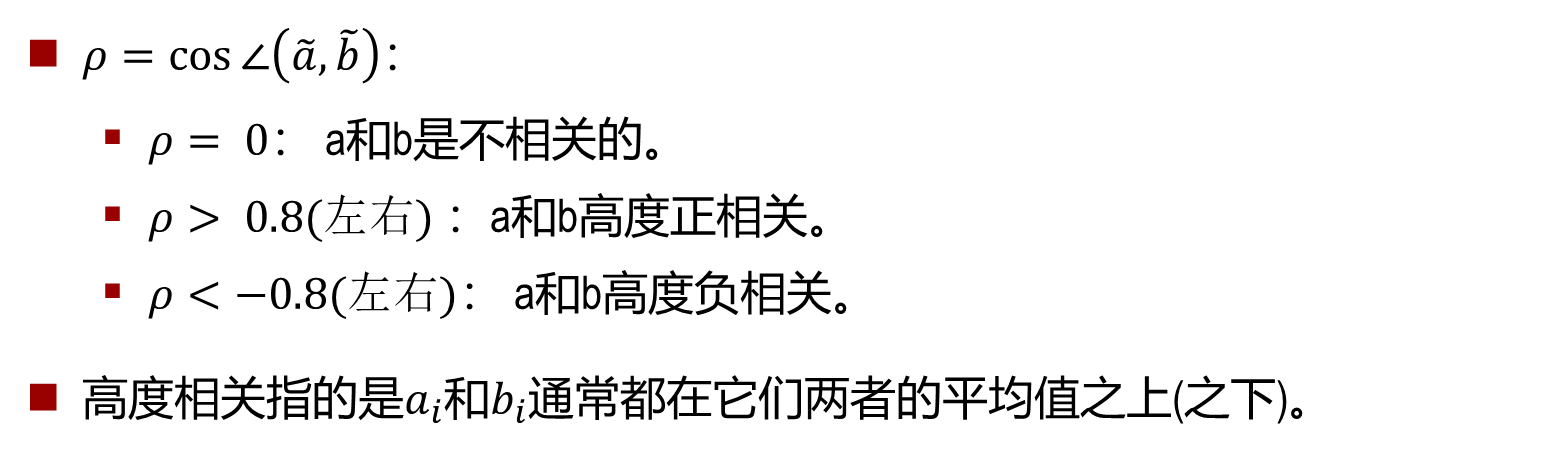 ρ = cos ∠(ã, b̃)：
ρ = 0： a和b是不相关的。
ρ > 0.8(左右)：a和b高度正相关。
ρ < −0.8(左右)： a和b高度负相关。
高度相关指的是aᵢ和bᵢ通常都在它们两者的平均值之上(之下)。